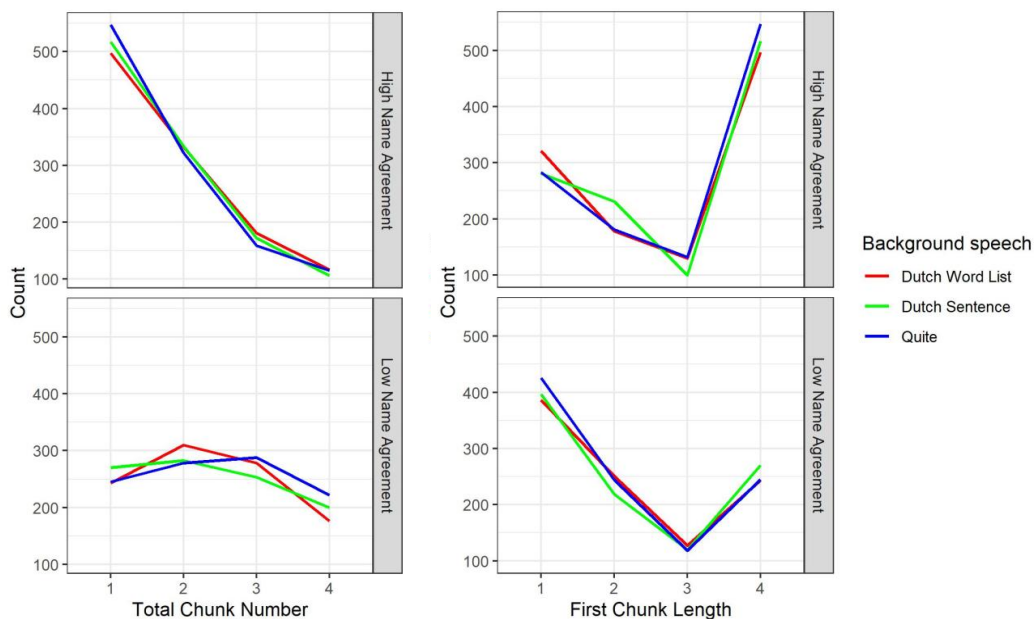 Count
500
400
300
200
100
High Name Agreement
500
400
300
200
100
Low Name Agreement
1 2 3 4
Total Chunk Number
Count
500
400
300
200
100
High Name Agreement
500
400
300
200
100
Low Name Agreement
1 2 3 4
First Chunk Length
Background speech
Dutch Word List
Dutch Sentence
Quite